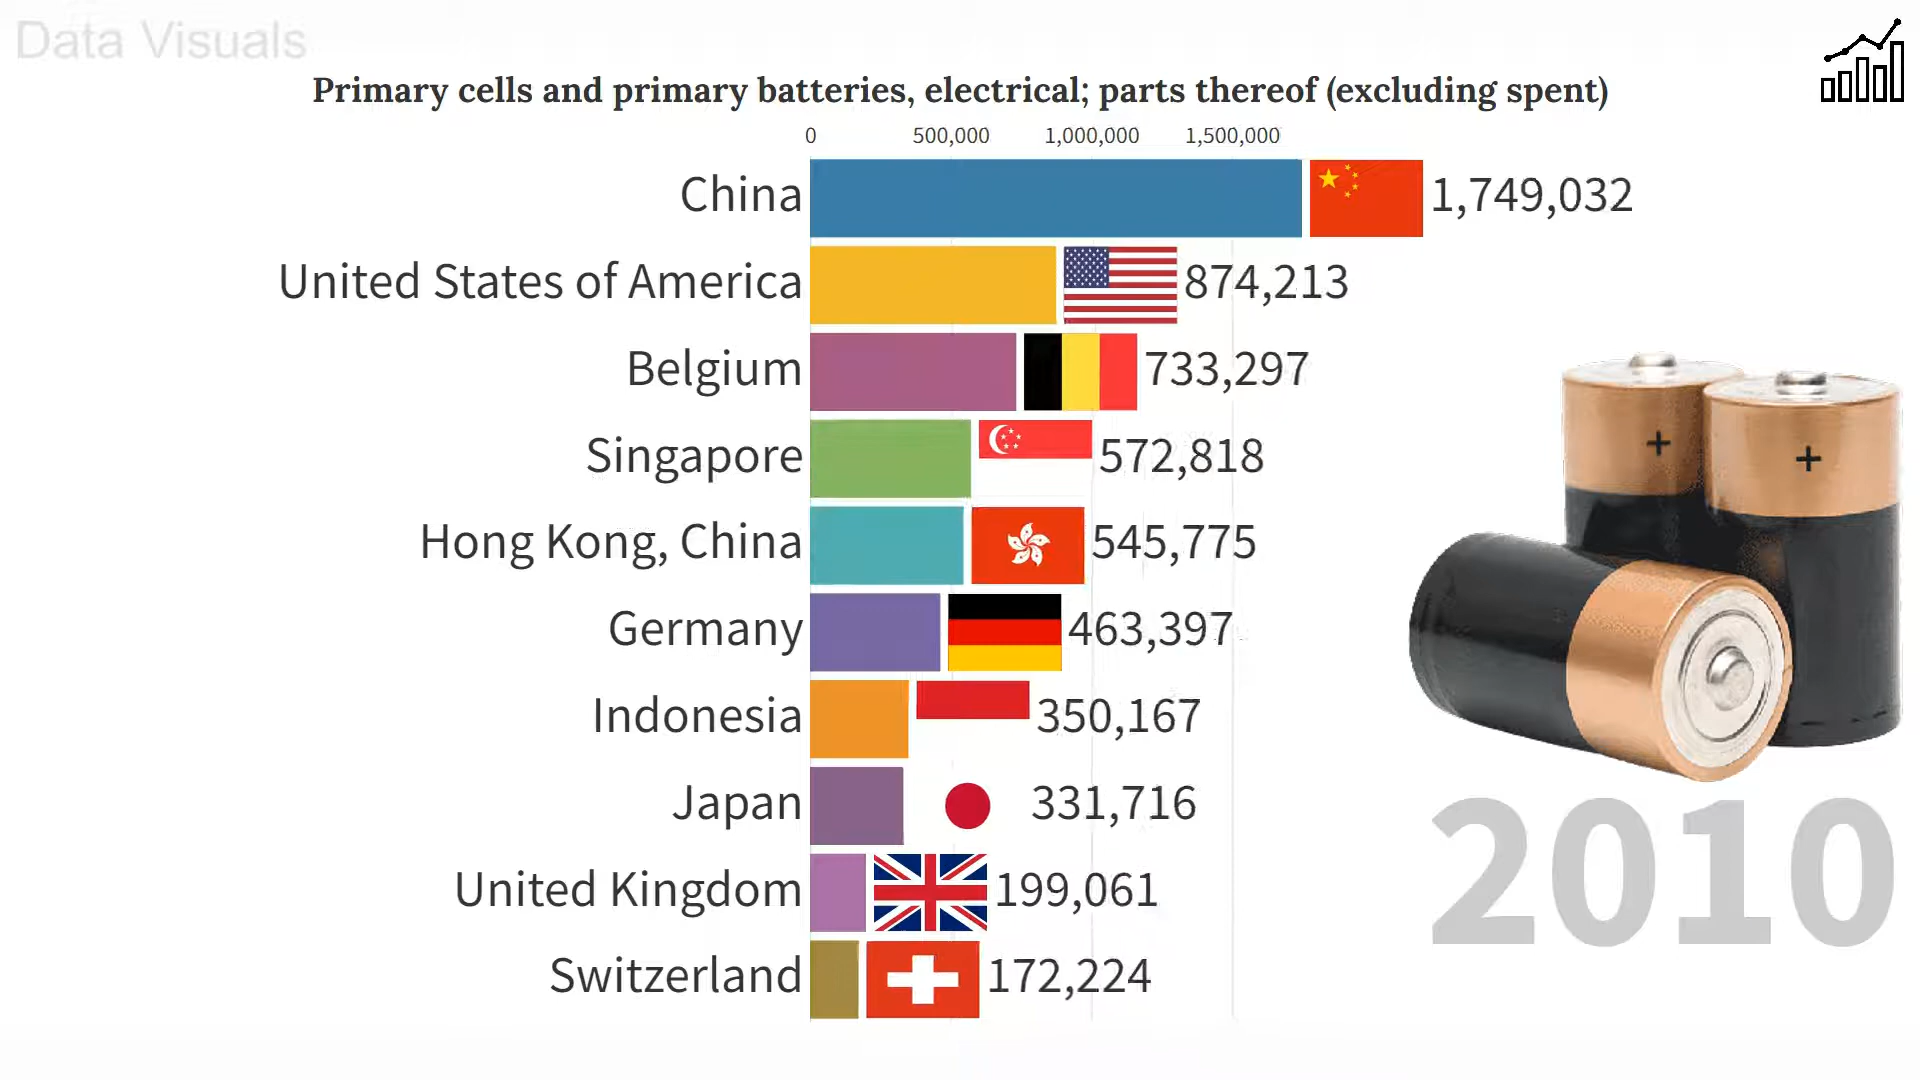 Data Visuals
Primary cells and primary batteries, electrical; parts thereof (excluding spent)
0 500,000 1,000,000 1,500,000
China 1,749,032
United States of America 874,213
Belgium 733,297
Singapore 572,818
Hong Kong, China 545,775
Germany 463,397
Indonesia 350,167
Japan 331,716
United Kingdom 199,061
Switzerland 172,224
+ +
2010